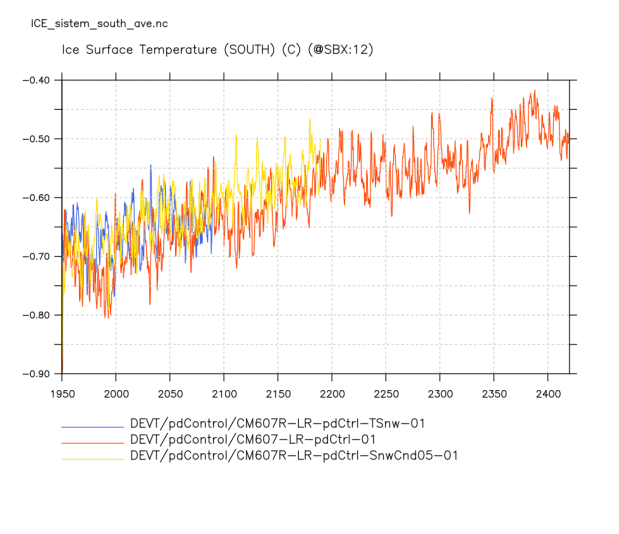 ICE_sistem_south_ave.nc
Ice Surface Temperature (SOUTH) (C) (@SBX:12)
−0.40
−0.50
−0.60
−0.70
−0.80
−0.90
1950 2000 2050 2100 2150 2200 2250 2300 2350 2400
DEVT/pdControl/CM607R−LR−pdCtrl−TSnw−01
DEVT/pdControl/CM607−LR−pdCtrl−01
DEVT/pdControl/CM607R−LR−pdCtrl−SnwCnd05−01